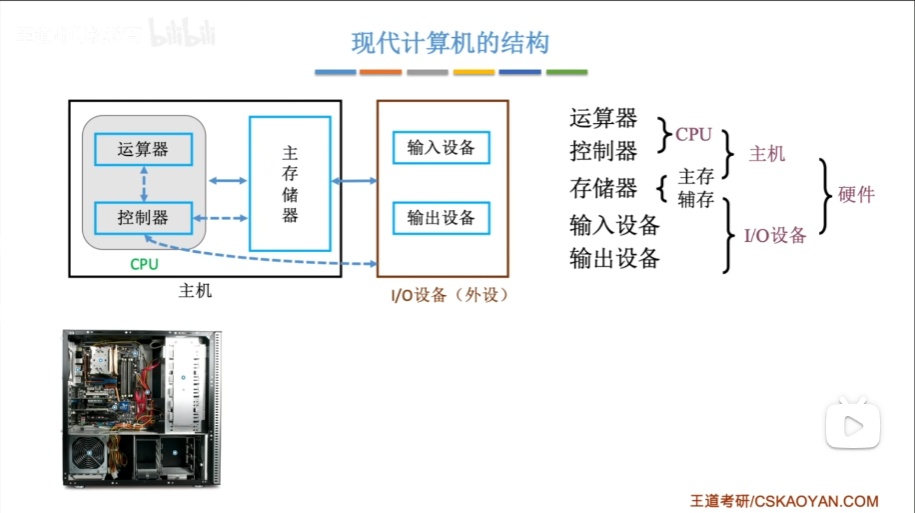 bilibili
现代计算机的结构
运算器
控制器
CPU
主存储器
主机
输入设备
输出设备
I/O设备（外设）
运算器
控制器
CPU
主机
存储器
主存
辅存
硬件
输入设备
输出设备
I/O设备
王道考研/CSKAOYAN.COM